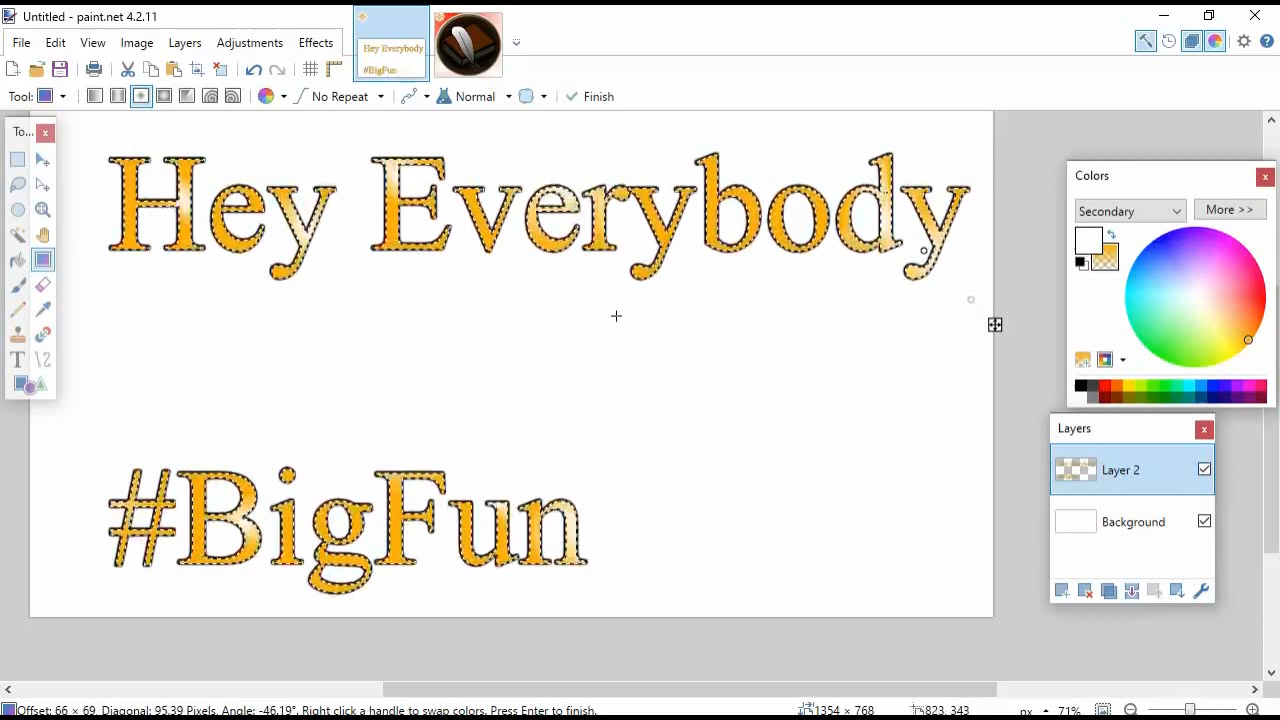 Untitled - paint.net 4.2.11
File Edit View Image Layers Adjustments Effects
Hey Everybody
#BigFun
Tool: No Repeat Normal Finish
To...
Hey Everybody
#BigFun
Colors
Secondary More >>
Layers
Layer 2
Background
Offset: 66 × 69, Diagonal: 95.39 Pixels, Angle: -46.19°. Right click a handle to swap colors. Press Enter to finish. 1354 × 768 823, 343 px 71%